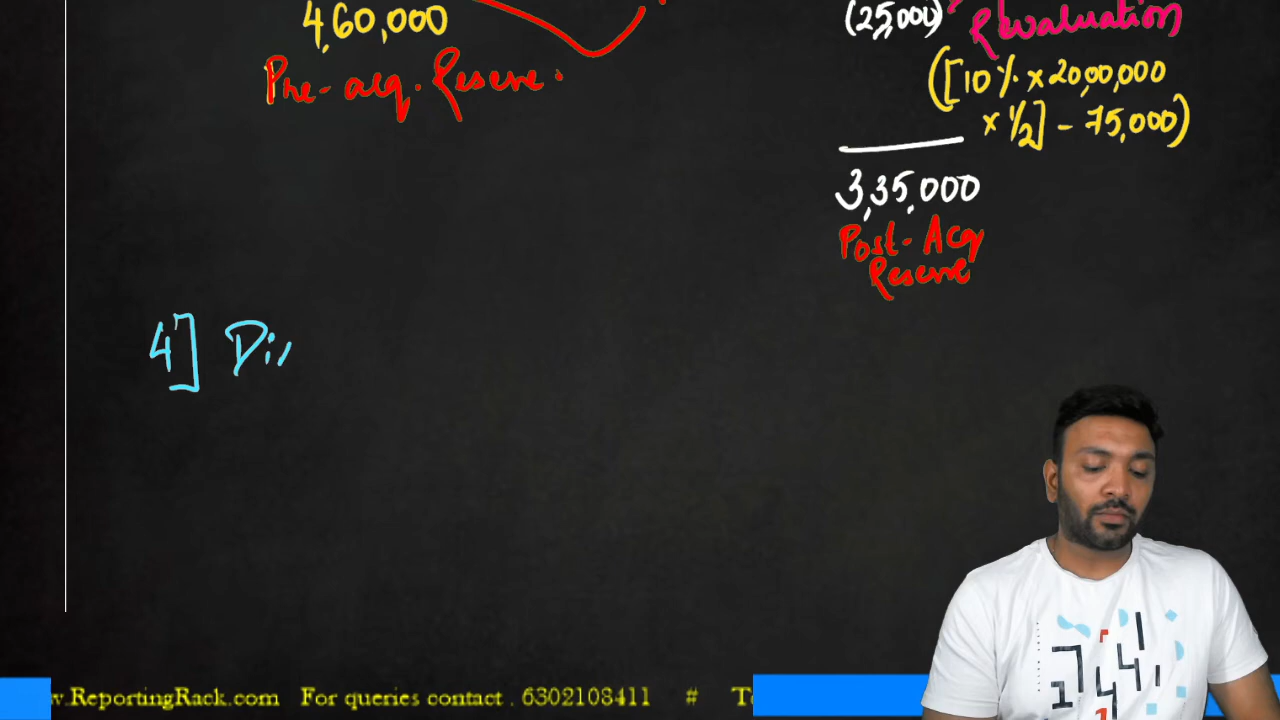 4,60,000
Pre-acq. Reserve.
(25,000)
Revaluation
([10% x 20,00,000
x 1/2] - 75,000)
3,35,000
Post-Acq
Reserve
4]
w.ReportingRack.com For queries contact . 6302108411 #